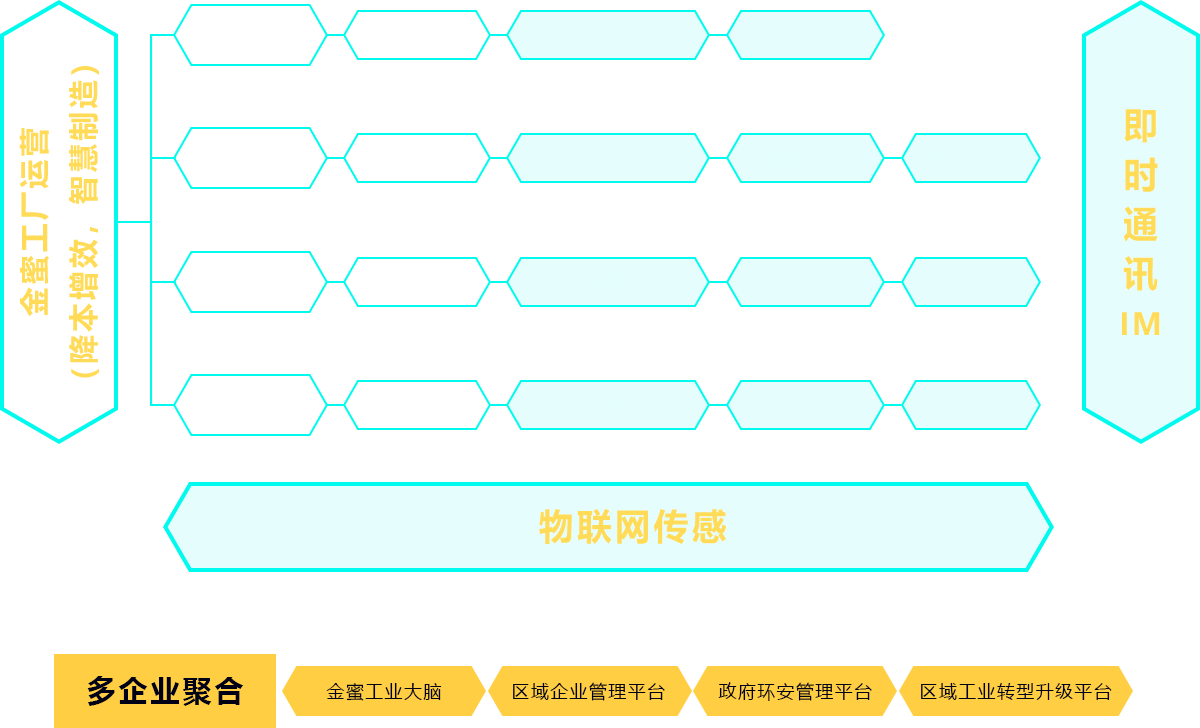 金蜜工厂运营
(降本增效，智慧制造)
即时通讯IM
物联网传感
多企业聚合
金蜜工业大脑
区域企业管理平台
政府环安管理平台
区域工业转型升级平台